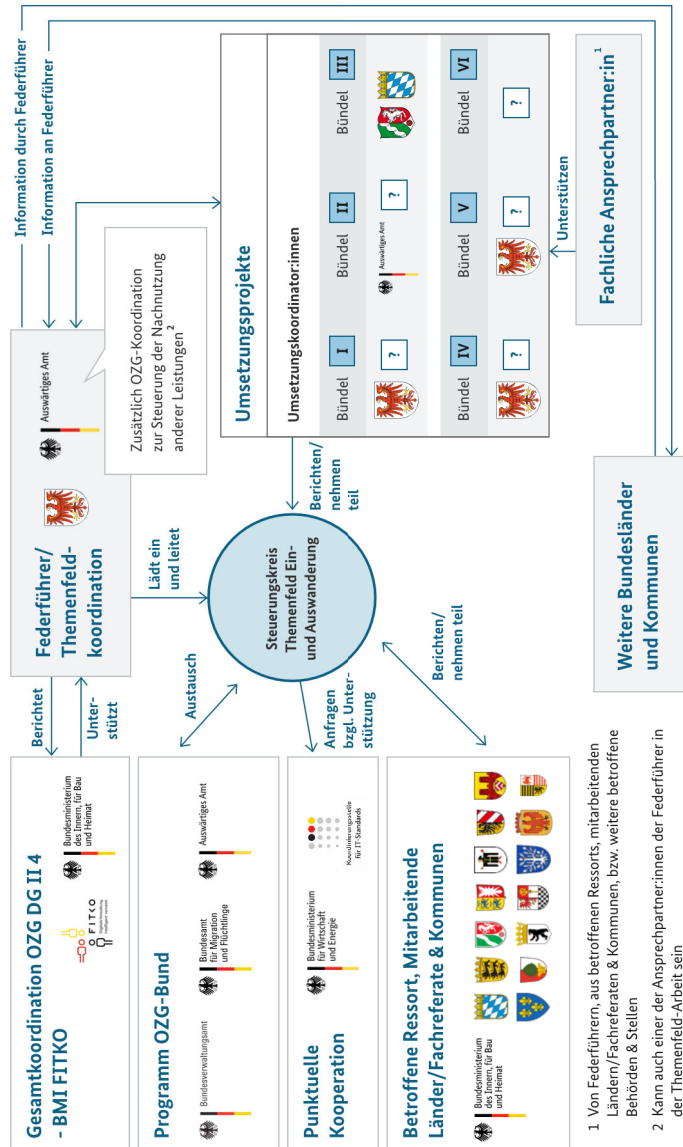 Gesamtkoordination OZG DG II 4
- BMI FITKO
FITKO
Bundesministerium
des Innern, für Bau
und Heimat
Berichtet
Unter-
stützt
Federführer/
Themenfeld-
koordination
Auswärtiges Amt
Information durch Federführer
Information an Federführer
Zusätzlich OZG-Koordination
zur Steuerung der Nachnutzung
anderer Leistungen 2
Programm OZG-Bund
Bundesverwaltungsamt
Bundesamt
für Migration
und Flüchtlinge
Auswärtiges Amt
Austausch
Lädt ein
und leitet
Steuerungskreis
Themenfeld Ein-
und Auswanderung
Berichten/
nehmen
teil
Umsetzungsprojekte
Umsetzungskoordinator:innen
Bündel I
Bündel II
Bündel III
?
Auswärtiges Amt
?
Bündel IV
Bündel V
Bündel VI
?
?
?
Punktuelle
Kooperation
Bundesministerium
für Wirtschaft
und Energie
Koordinierungsstelle
für IT-Standards
Anfragen
bzgl. Unter-
stützung
Unterstützen
Fachliche Ansprechpartner:in 1
Betroffene Ressort, Mitarbeitende
Länder/Fachreferate & Kommunen
Bundesministerium
des Innern, für Bau
und Heimat
Berichten/
nehmen teil
Weitere Bundesländer
und Kommunen
1 Von Federführern, aus betroffenen Ressorts, mitarbeitenden
Ländern/Fachreferaten & Kommunen, bzw. weitere betroffene
Behörden & Stellen
2 Kann auch einer der Ansprechpartner:innen der Federführer in
der Themenfeld-Arbeit sein